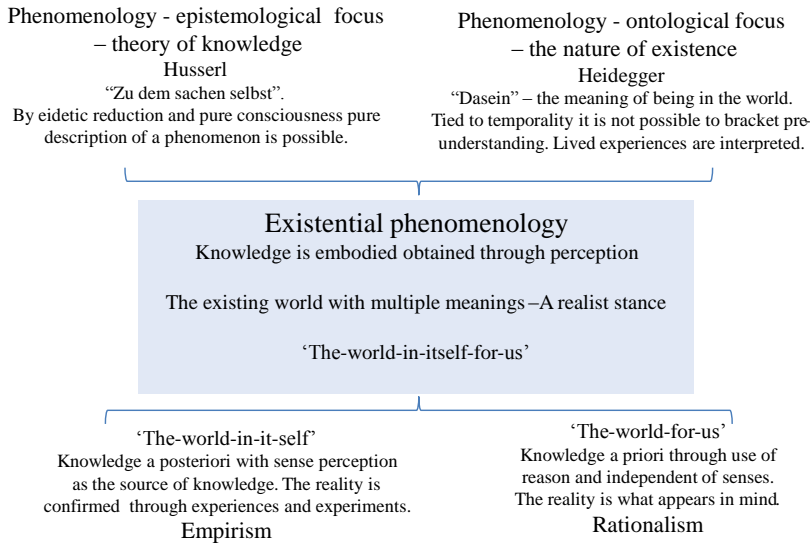 Phenomenology - epistemological focus
– theory of knowledge
Husserl
“Zu dem sachen selbst”.
By eidetic reduction and pure consciousness pure
description of a phenomenon is possible.
Phenomenology - ontological focus
– the nature of existence
Heidegger
“Dasein” – the meaning of being in the world.
Tied to temporality it is not possible to bracket pre-
understanding. Lived experiences are interpreted.
Existential phenomenology
Knowledge is embodied obtained through perception
The existing world with multiple meanings –A realist stance
‘The-world-in-itself-for-us’
‘The-world-in-it-self’
Knowledge a posteriori with sense perception
as the source of knowledge. The reality is
confirmed through experiences and experiments.
Empirism
‘The-world-for-us’
Knowledge a priori through use of
reason and independent of senses.
The reality is what appears in mind.
Rationalism